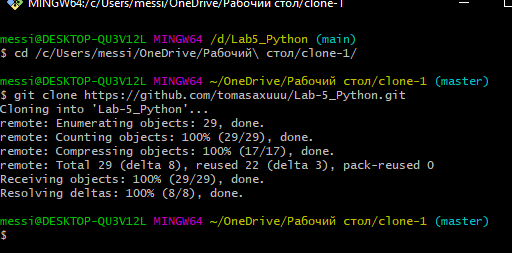 MINGW64:/c/Users/messi/OneDrive/Рабочий стол/clone-1
messi@DESKTOP-QU3V12L MINGW64 /d/Lab5_Python (main)
$ cd /c/Users/messi/OneDrive/Рабочий\ стол/clone-1/
messi@DESKTOP-QU3V12L MINGW64 ~/OneDrive/Рабочий стол/clone-1 (master)
$ git clone https://github.com/tomasaxuuu/Lab-5_Python.git
Cloning into 'Lab-5_Python'...
remote: Enumerating objects: 29, done.
remote: Counting objects: 100% (29/29), done.
remote: Compressing objects: 100% (17/17), done.
remote: Total 29 (delta 8), reused 22 (delta 3), pack-reused 0
Receiving objects: 100% (29/29), done.
Resolving deltas: 100% (8/8), done.
messi@DESKTOP-QU3V12L MINGW64 ~/OneDrive/Рабочий стол/clone-1 (master)
$